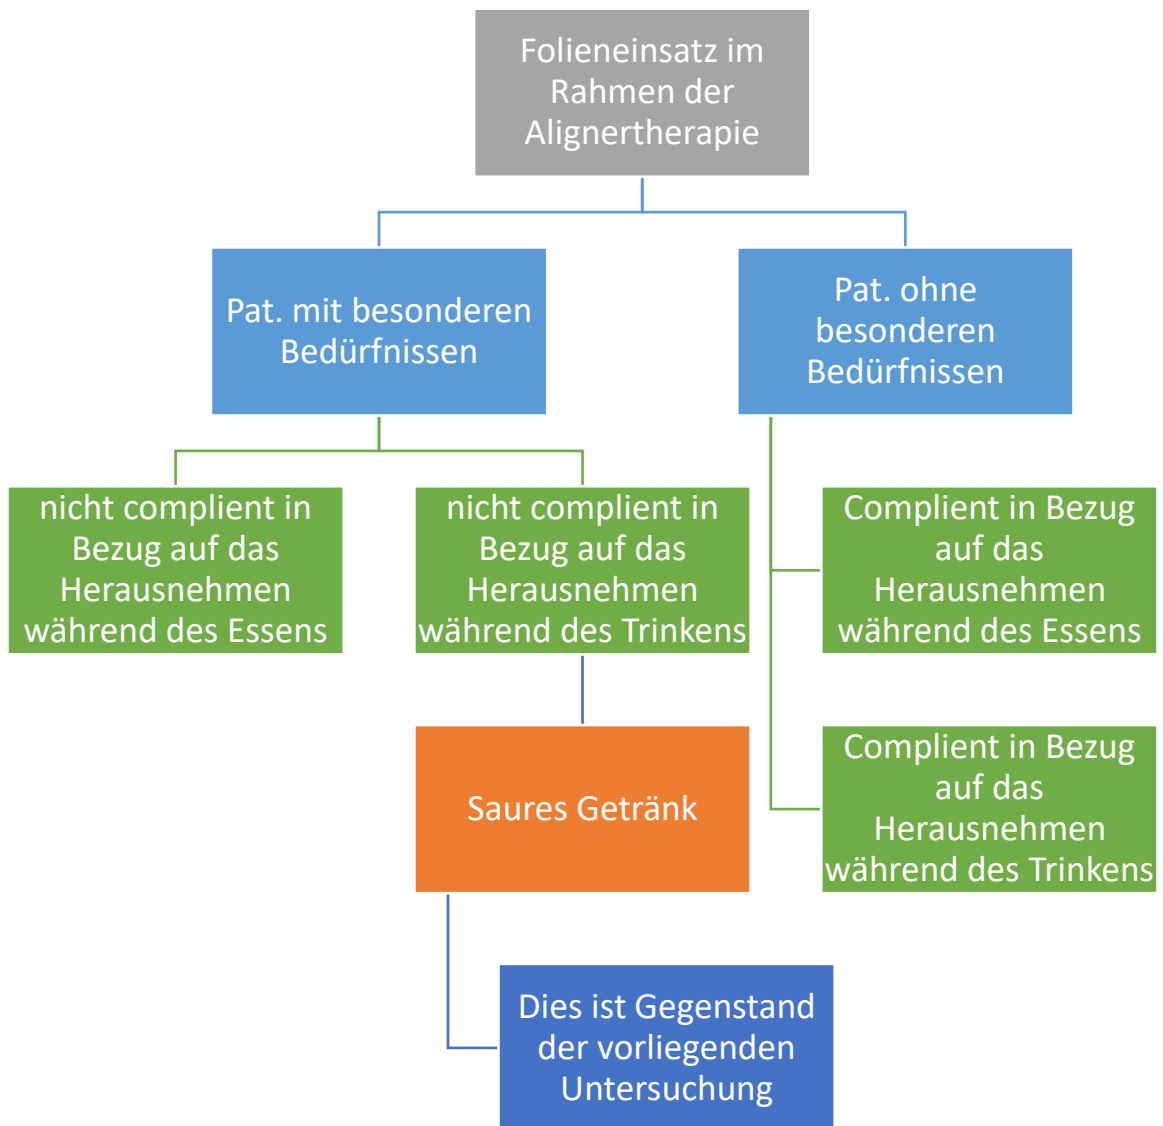 Folieneinsatz im
Rahmen der
Alignertherapie
Pat. mit besonderen
Bedürfnissen
Pat. ohne
besonderen
Bedürfnissen
nicht complient in
Bezug auf das
Herausnehmen
während des Essens
nicht complient in
Bezug auf das
Herausnehmen
während des Trinkens
Complient in Bezug
auf das
Herausnehmen
während des Essens
Saures Getränk
Complient in Bezug
auf das
Herausnehmen
während des Trinkens
Dies ist Gegenstand
der vorliegenden
Untersuchung